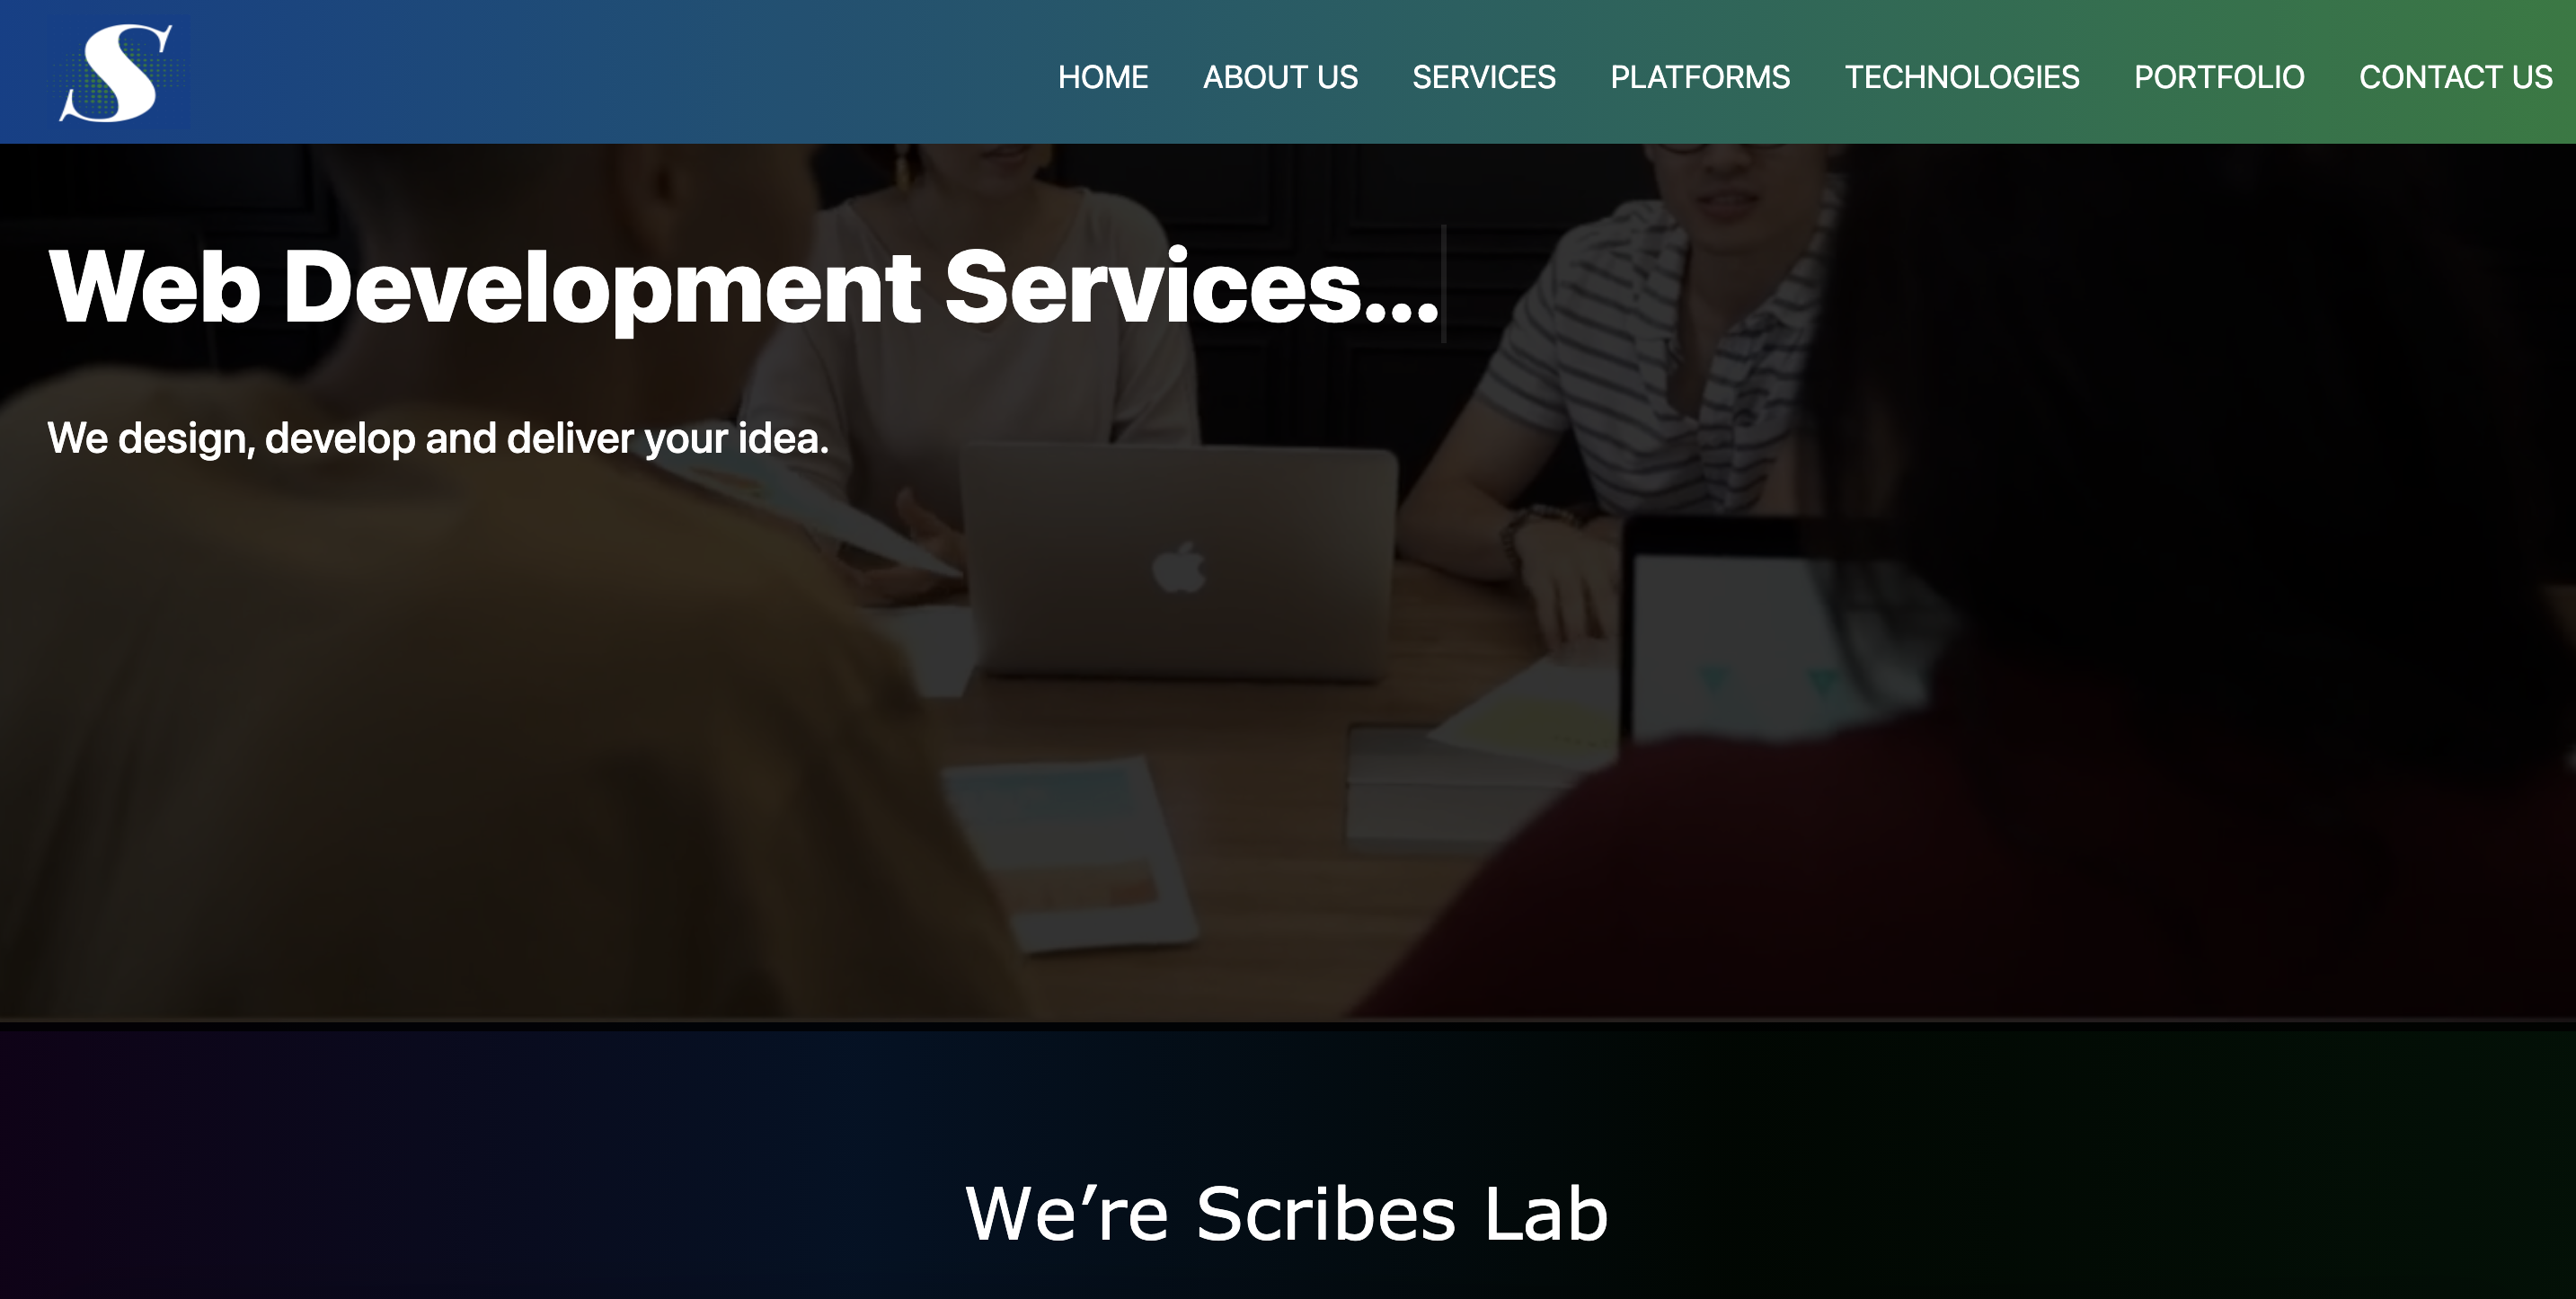 S
HOME ABOUT US SERVICES PLATFORMS TECHNOLOGIES PORTFOLIO CONTACT US
Web Development Services...
We design, develop and deliver your idea.
We’re Scribes Lab